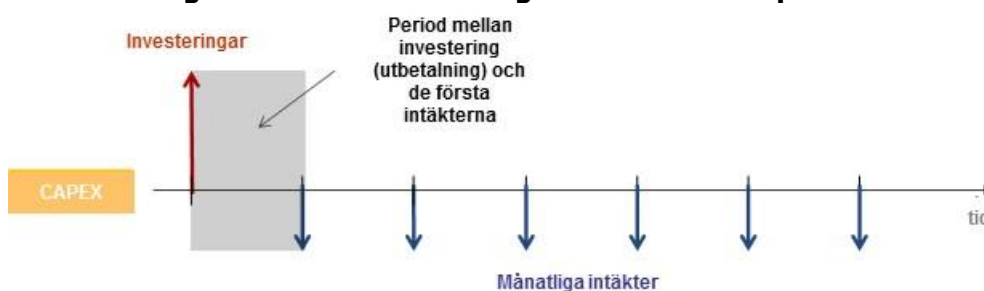 Investeringar
Period mellan
investering
(utbetalning) och
de första
intäkterna
CAPEX
Månatliga intäkter